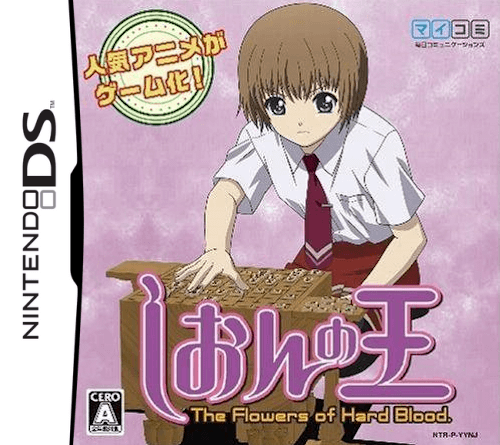 人気アニメが
ゲーム化!
マイコミ
毎日コミュニケーションズ
NINTENDO DS™
しおんの王
The Flowers of Hard Blood.
CERO
A
NTR-P-YYNJ